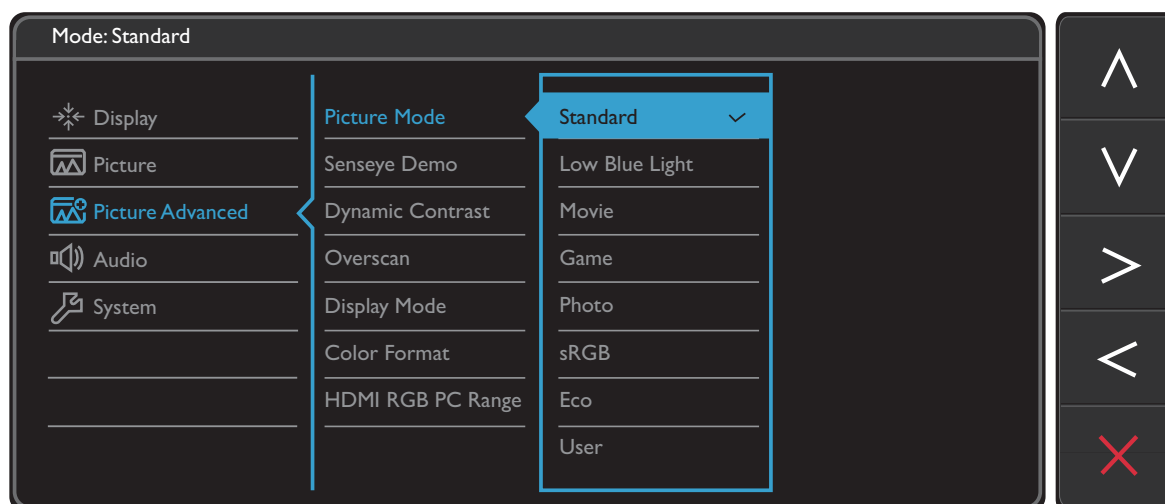 Mode: Standard
Display
Picture
Picture Advanced
Audio
System
Picture Mode
Senseye Demo
Dynamic Contrast
Overscan
Display Mode
Color Format
HDMI RGB PC Range
Standard
Low Blue Light
Movie
Game
Photo
sRGB
Eco
User